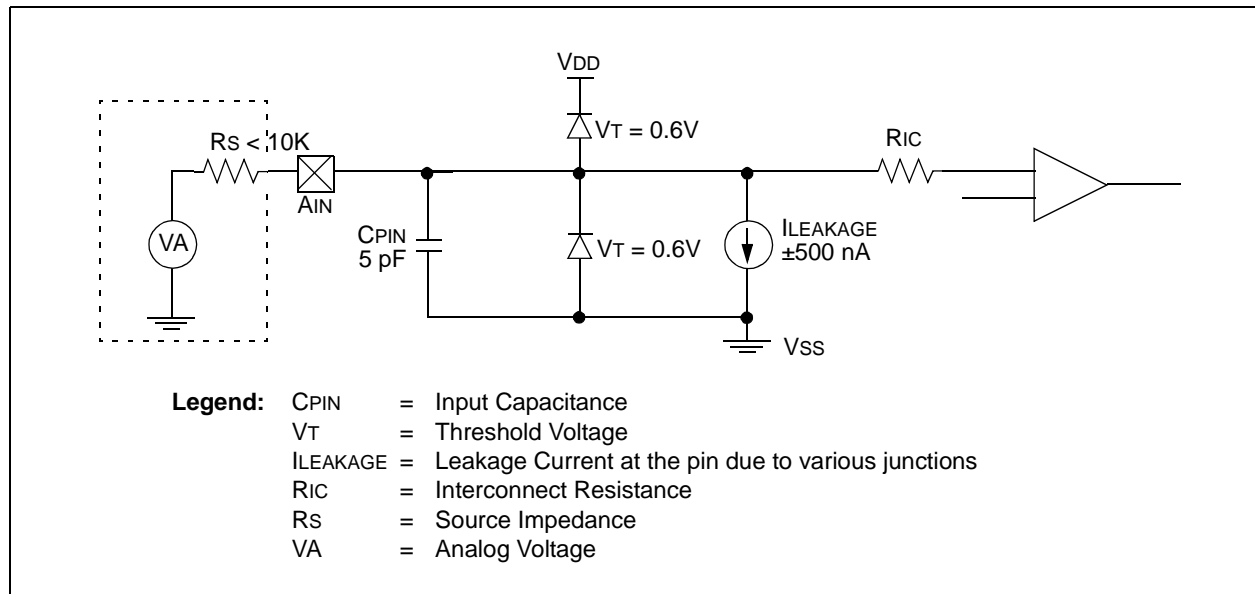 VDD
VT = 0.6V
RS < 10K
RIC
AIN
VA
CPIN
5 pF
VT = 0.6V
ILEAKAGE
±500 nA
VSS
Legend: CPIN = Input Capacitance
VT = Threshold Voltage
ILEAKAGE = Leakage Current at the pin due to various junctions
RIC = Interconnect Resistance
RS = Source Impedance
VA = Analog Voltage